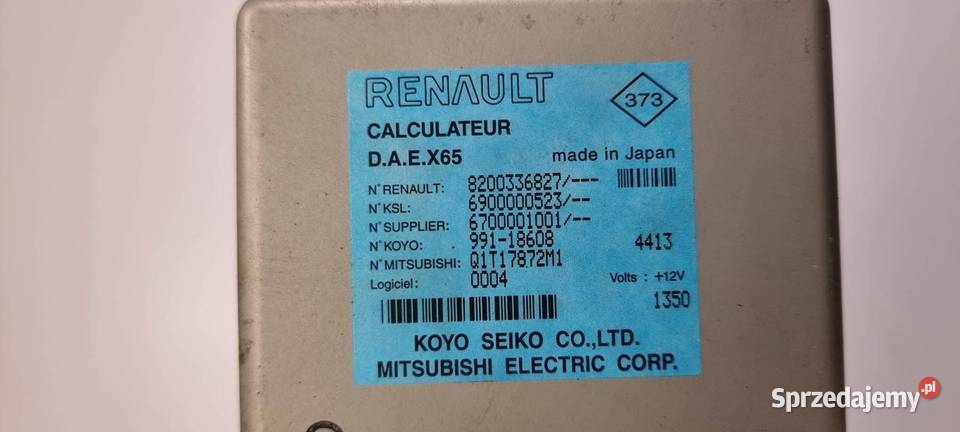 RENAULT
373
CALCULATEUR
D.A.E.X65 made in Japan
N°RENAULT: 8200336827/---
N°KSL: 6900000523/--
N°SUPPLIER: 6700001001/--
N°KOYO: 991-18608 4413
N°MITSUBISHI: Q1T17872M1
Logiciel: 0004 Volts : +12V
1350
KOYO SEIKO CO.,LTD.
MITSUBISHI ELECTRIC CORP.
Sprzedajemy.pl